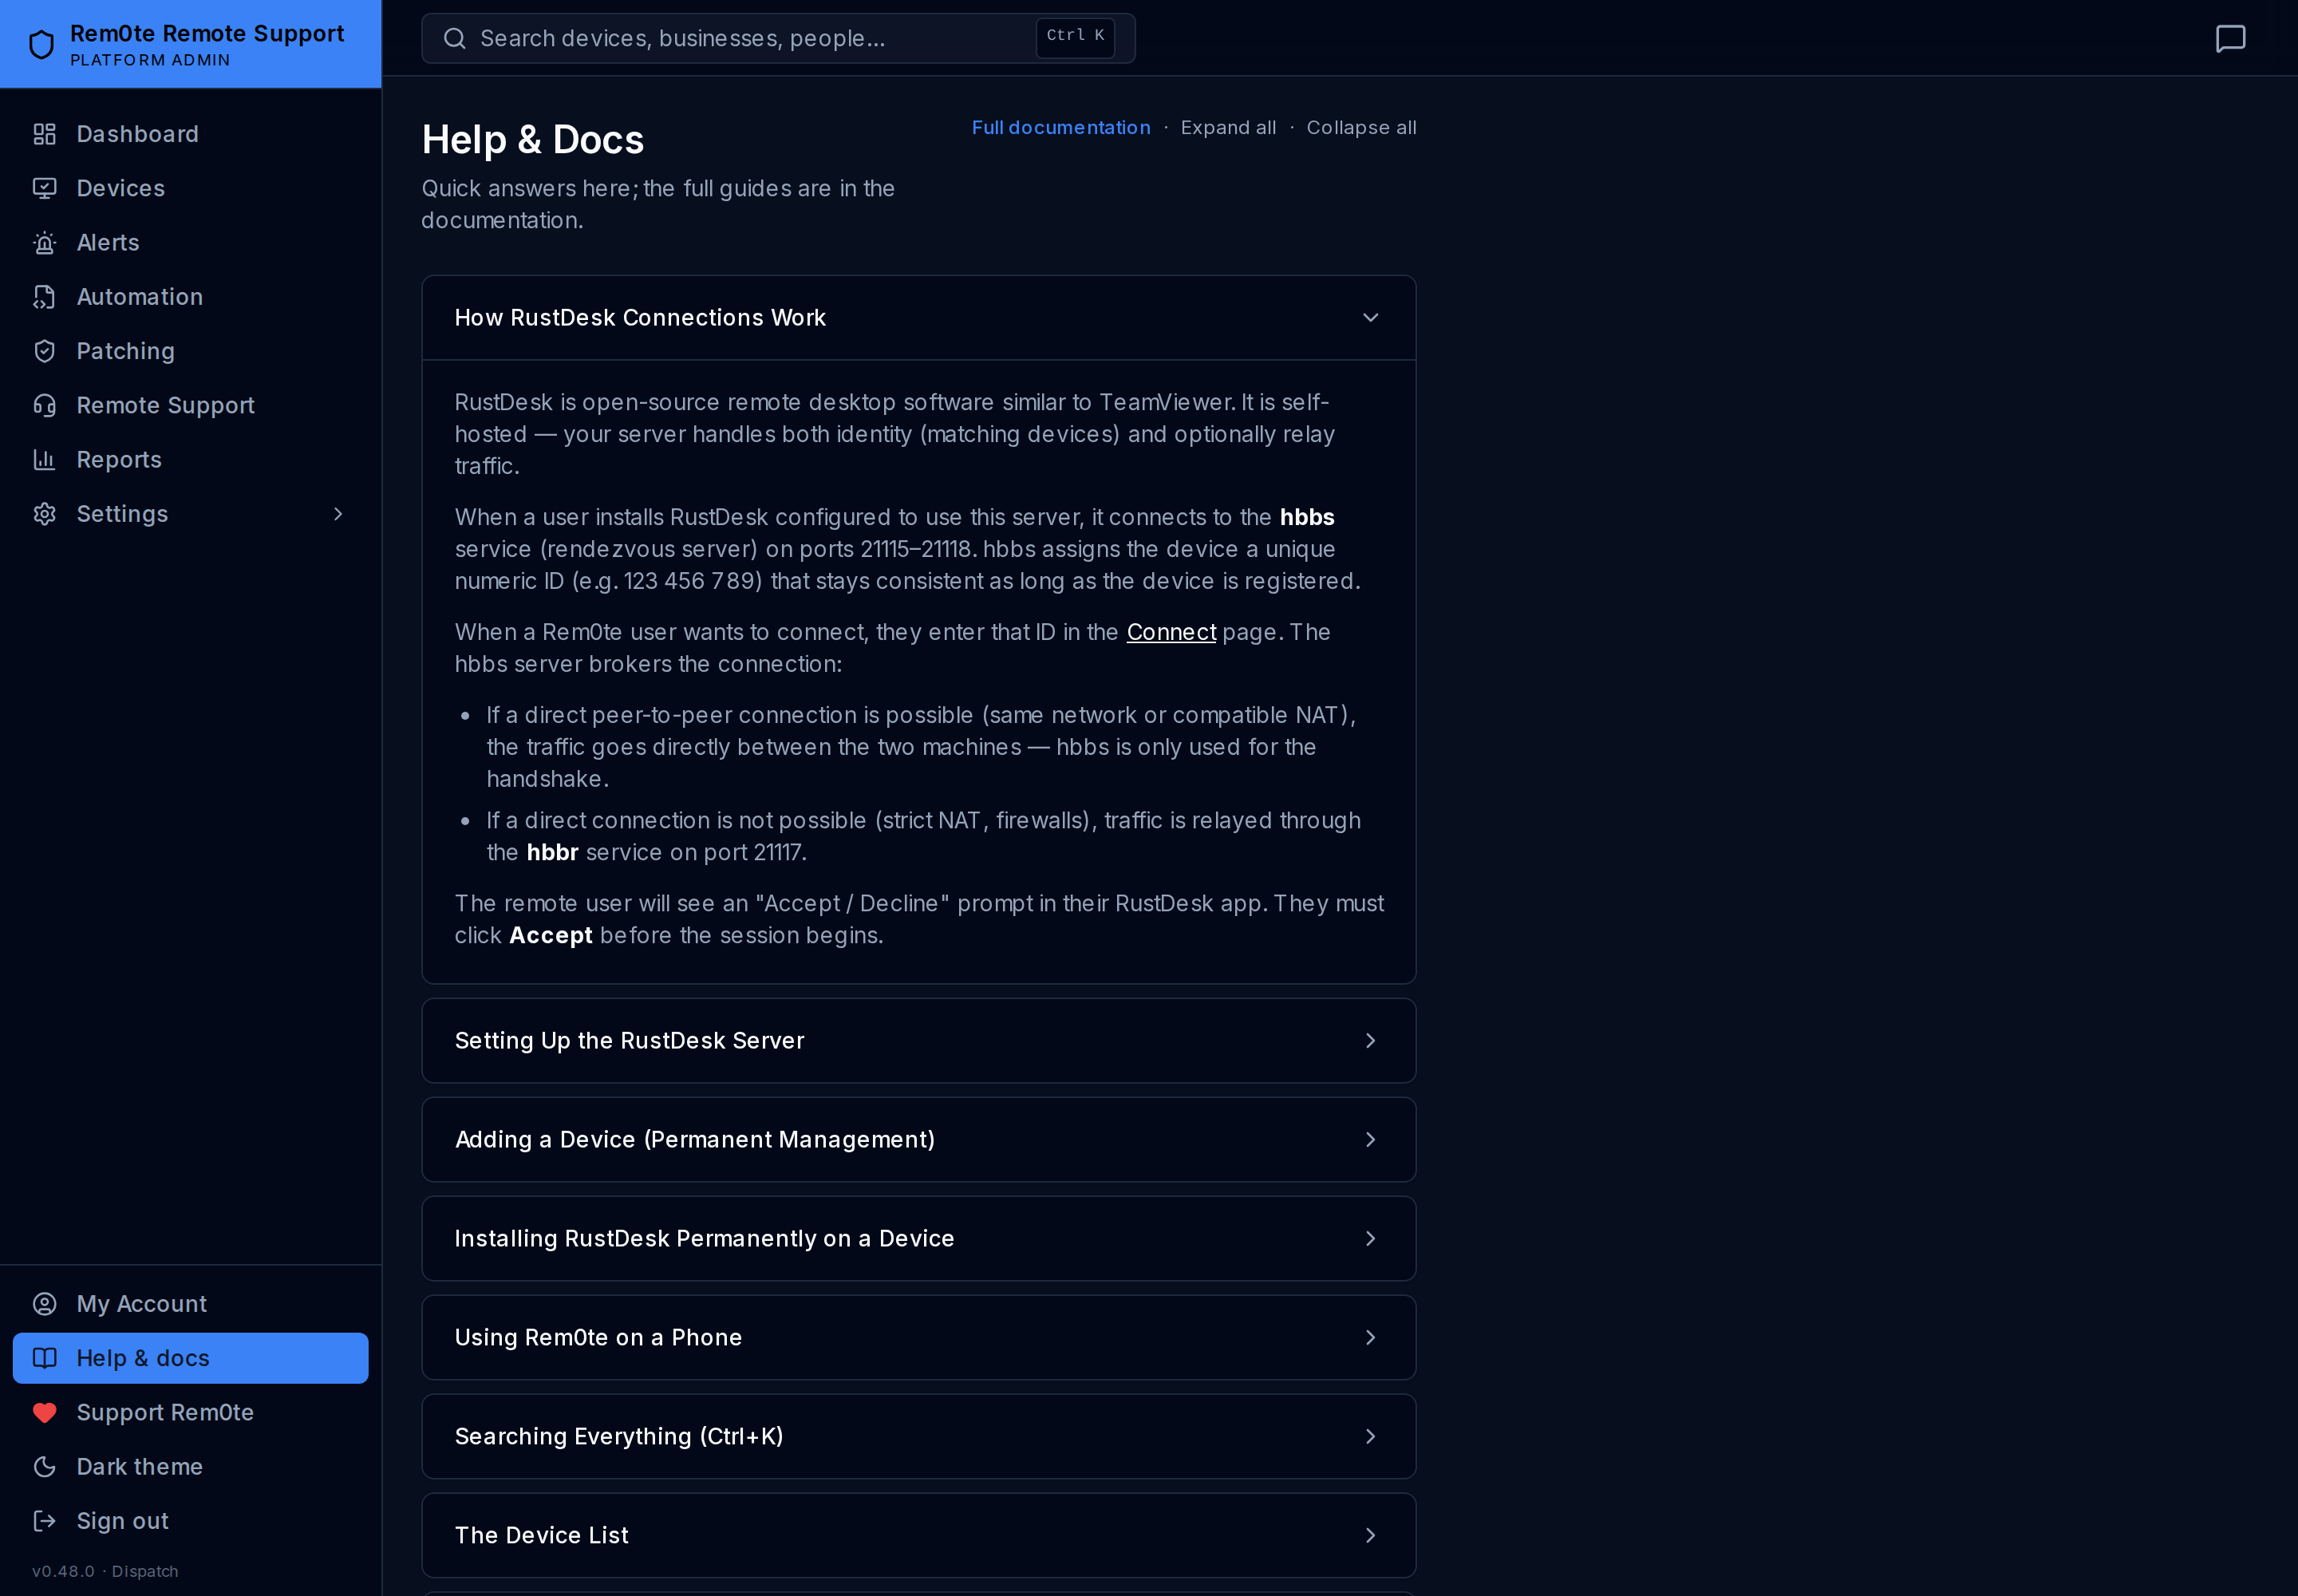 Rem0te Remote Support
PLATFORM ADMIN
Dashboard
Devices
Alerts
Automation
Patching
Remote Support
Reports
Settings
My Account
Help & docs
Support Rem0te
Dark theme
Sign out
v0.48.0 · Dispatch
Search devices, businesses, people...
Ctrl K
Help & Docs
Full documentation · Expand all · Collapse all
Quick answers here; the full guides are in the
documentation.
How RustDesk Connections Work
RustDesk is open-source remote desktop software similar to TeamViewer. It is self-
hosted — your server handles both identity (matching devices) and optionally relay
traffic.
When a user installs RustDesk configured to use this server, it connects to the hbbs
service (rendezvous server) on ports 21115–21118. hbbs assigns the device a unique
numeric ID (e.g. 123 456 789) that stays consistent as long as the device is registered.
When a Rem0te user wants to connect, they enter that ID in the Connect page. The
hbbs server brokers the connection:
• If a direct peer-to-peer connection is possible (same network or compatible NAT),
the traffic goes directly between the two machines — hbbs is only used for the
handshake.
• If a direct connection is not possible (strict NAT, firewalls), traffic is relayed through
the hbbr service on port 21117.
The remote user will see an "Accept / Decline" prompt in their RustDesk app. They must
click Accept before the session begins.
Setting Up the RustDesk Server
Adding a Device (Permanent Management)
Installing RustDesk Permanently on a Device
Using Rem0te on a Phone
Searching Everything (Ctrl+K)
The Device List